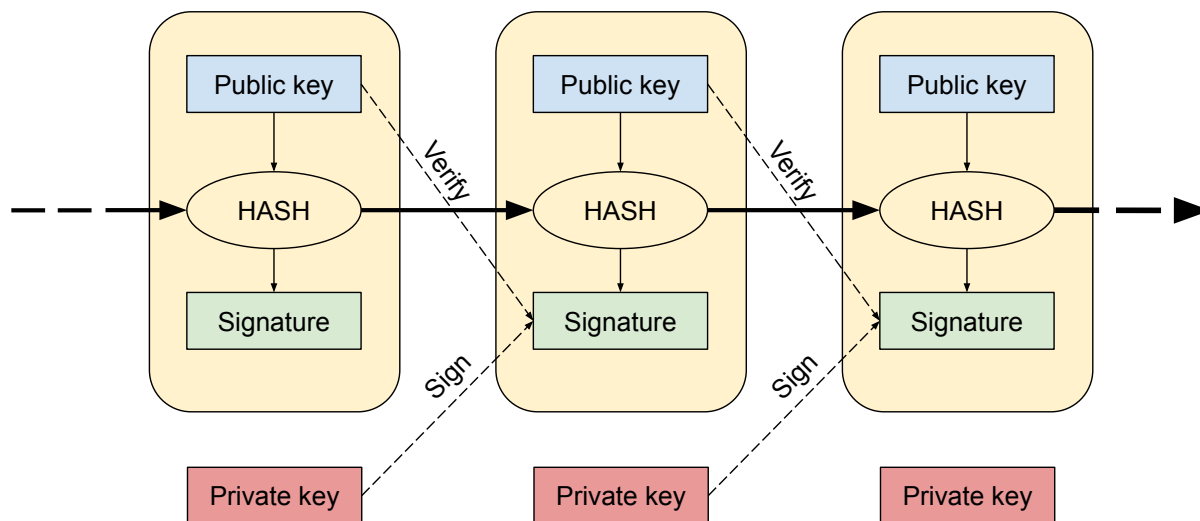 Public key
Public key
Public key
Verify
Verify
HASH
HASH
HASH
Signature
Signature
Signature
Sign
Sign
Private key
Private key
Private key